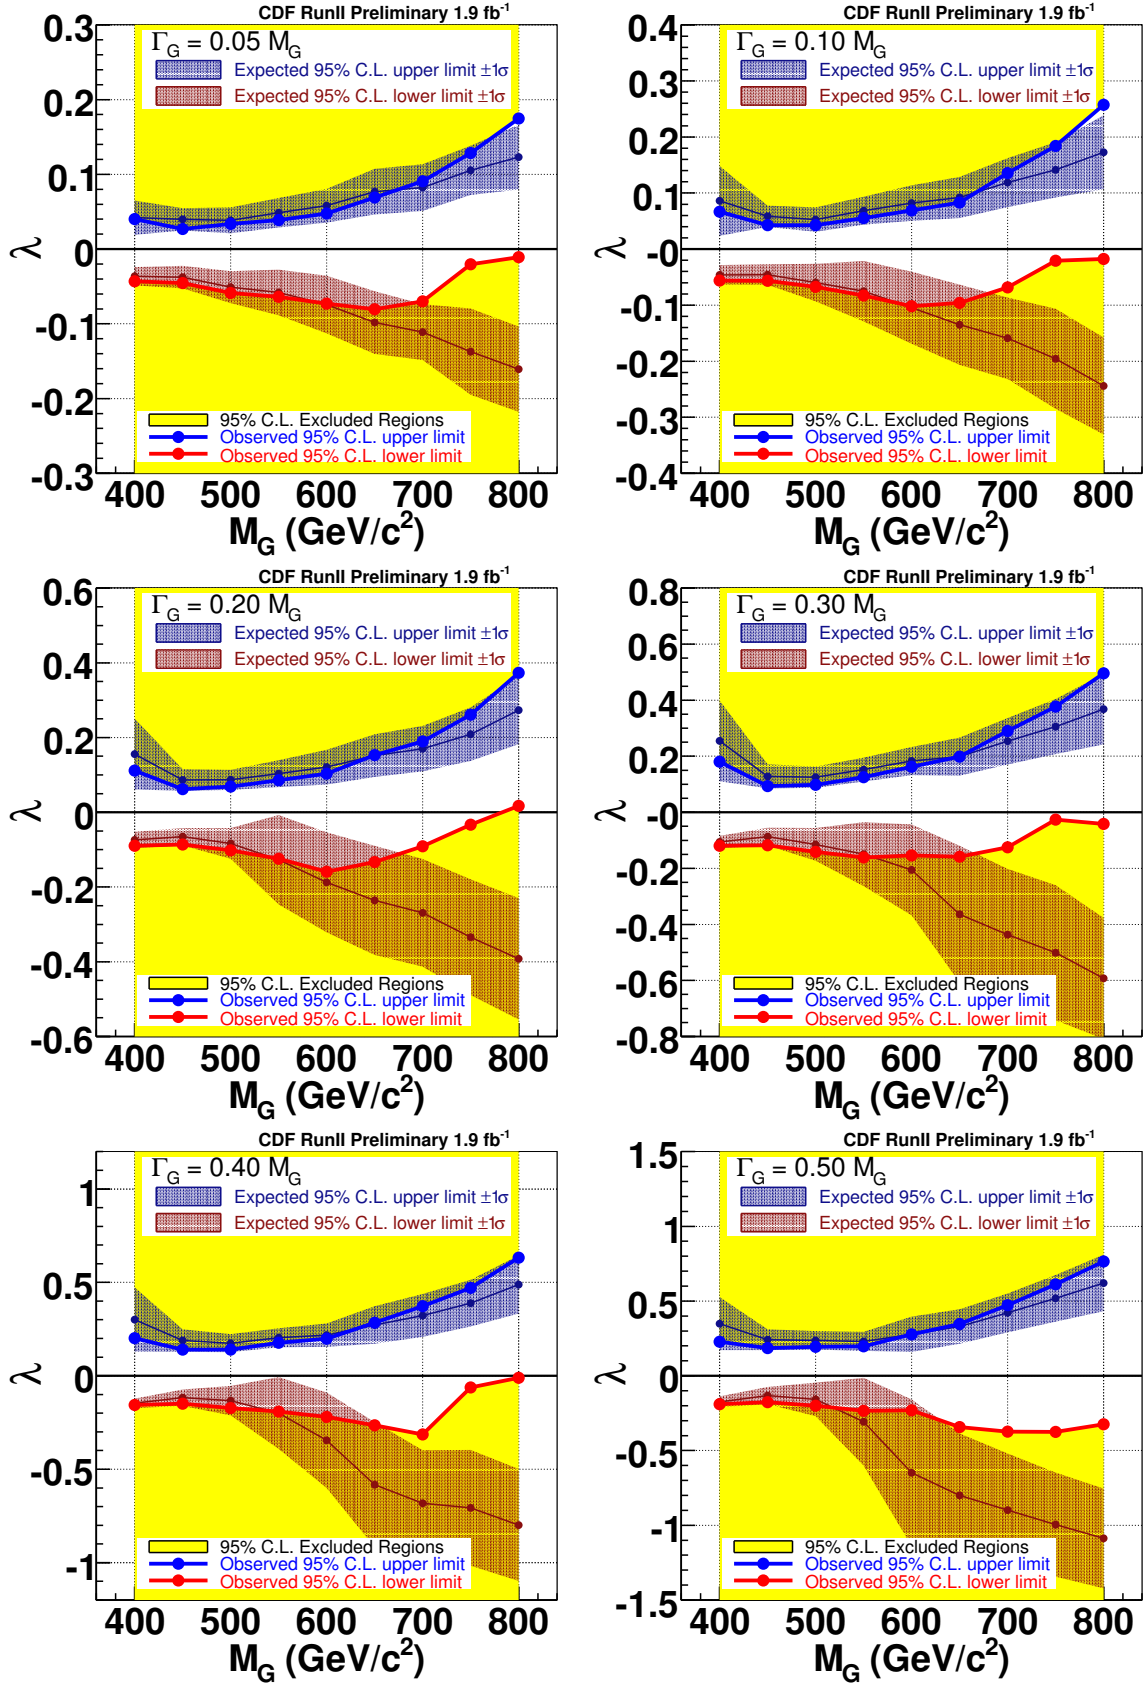 CDF RunII Preliminary 1.9 fb⁻¹
Γ_G = 0.05 M_G
Expected 95% C.L. upper limit ±1σ
Expected 95% C.L. lower limit ±1σ
0.3
0.2
0.1
0
-0.1
-0.2
-0.3
λ
95% C.L. Excluded Regions
Observed 95% C.L. upper limit
Observed 95% C.L. lower limit
400 500 600 700 800
M_G (GeV/c²)
CDF RunII Preliminary 1.9 fb⁻¹
Γ_G = 0.10 M_G
Expected 95% C.L. upper limit ±1σ
Expected 95% C.L. lower limit ±1σ
0.4
0.3
0.2
0.1
-0
-0.1
-0.2
-0.3
-0.4
λ
95% C.L. Excluded Regions
Observed 95% C.L. upper limit
Observed 95% C.L. lower limit
400 500 600 700 800
M_G (GeV/c²)
CDF RunII Preliminary 1.9 fb⁻¹
Γ_G = 0.20 M_G
Expected 95% C.L. upper limit ±1σ
Expected 95% C.L. lower limit ±1σ
0.6
0.4
0.2
0
-0.2
-0.4
-0.6
λ
95% C.L. Excluded Regions
Observed 95% C.L. upper limit
Observed 95% C.L. lower limit
400 500 600 700 800
M_G (GeV/c²)
CDF RunII Preliminary 1.9 fb⁻¹
Γ_G = 0.30 M_G
Expected 95% C.L. upper limit ±1σ
Expected 95% C.L. lower limit ±1σ
0.8
0.6
0.4
0.2
-0
-0.2
-0.4
-0.6
-0.8
λ
95% C.L. Excluded Regions
Observed 95% C.L. upper limit
Observed 95% C.L. lower limit
400 500 600 700 800
M_G (GeV/c²)
CDF RunII Preliminary 1.9 fb⁻¹
Γ_G = 0.40 M_G
Expected 95% C.L. upper limit ±1σ
Expected 95% C.L. lower limit ±1σ
1
0.5
0
-0.5
-1
λ
95% C.L. Excluded Regions
Observed 95% C.L. upper limit
Observed 95% C.L. lower limit
400 500 600 700 800
M_G (GeV/c²)
CDF RunII Preliminary 1.9 fb⁻¹
Γ_G = 0.50 M_G
Expected 95% C.L. upper limit ±1σ
Expected 95% C.L. lower limit ±1σ
1.5
1
0.5
0
-0.5
-1
-1.5
λ
95% C.L. Excluded Regions
Observed 95% C.L. upper limit
Observed 95% C.L. lower limit
400 500 600 700 800
M_G (GeV/c²)